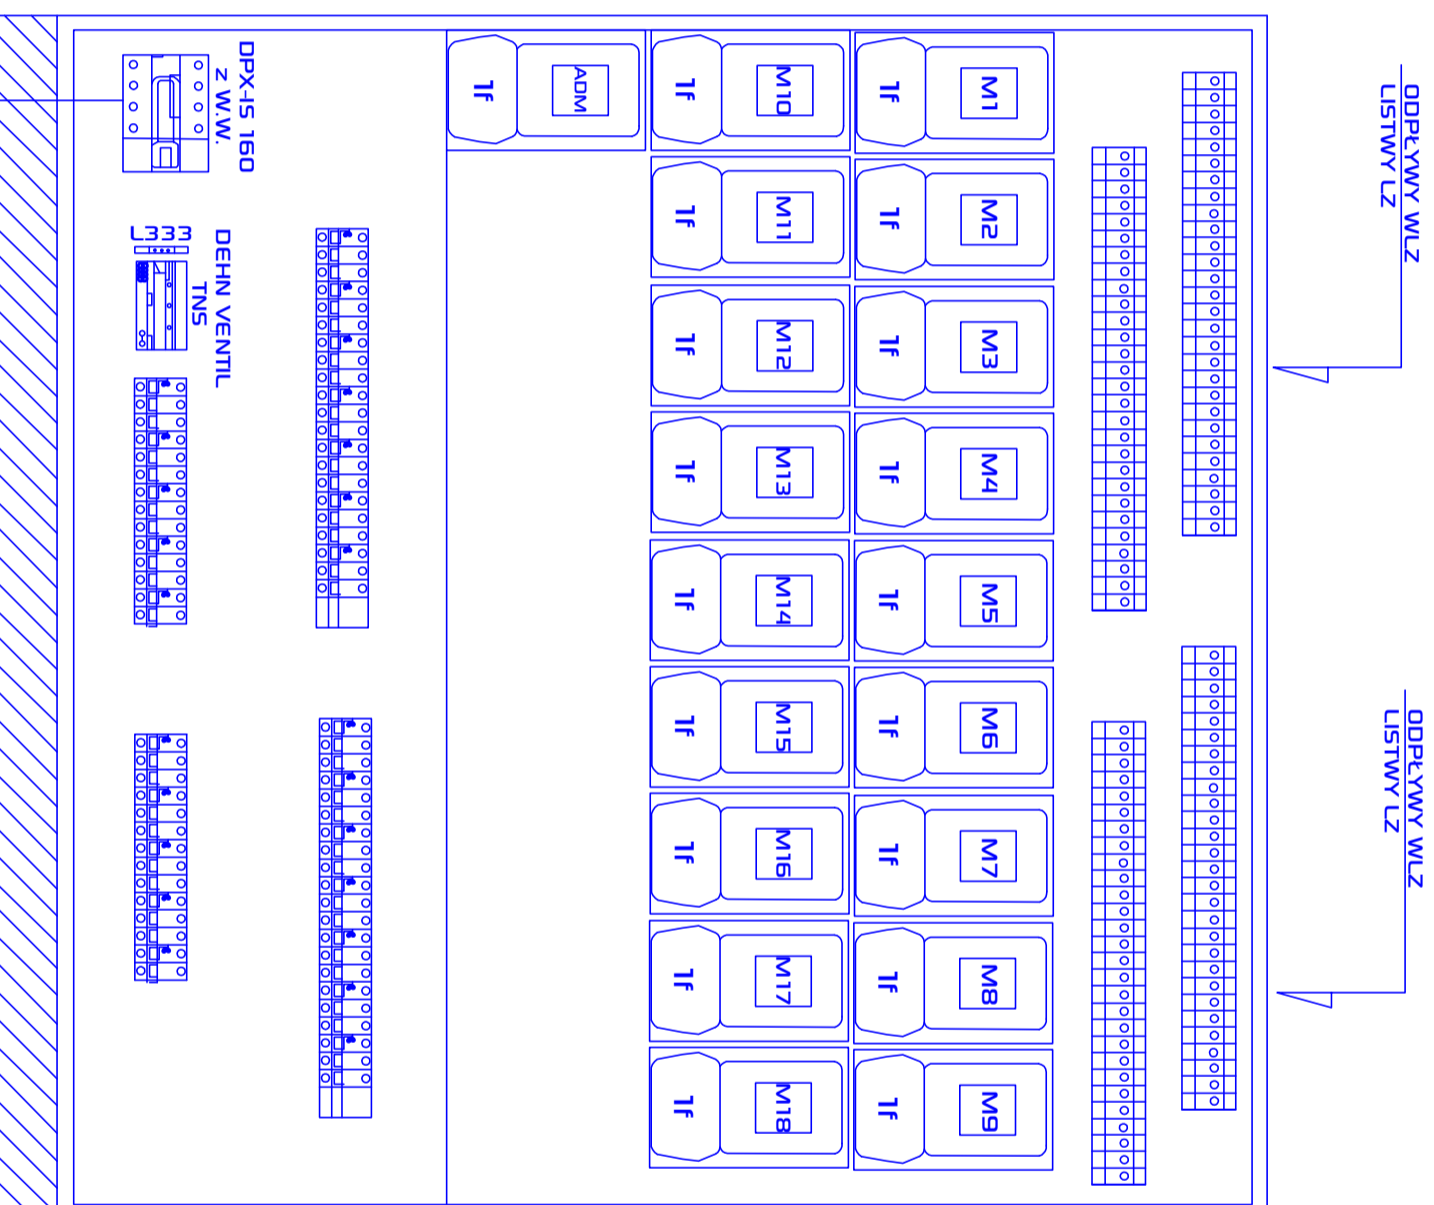 ODPŁYWY WLZ
LISTWY LZ
ODPŁYWY WLZ
LISTWY LZ
M1
1f
M2
1f
M3
1f
M4
1f
M5
1f
M6
1f
M7
1f
M8
1f
M9
1f
M10
1f
M11
1f
M12
1f
M13
1f
M14
1f
M15
1f
M16
1f
M17
1f
M18
1f
ADM
1f
DPX-IS 160
Z W.W.
DEHN VENTIL
TNS
L333